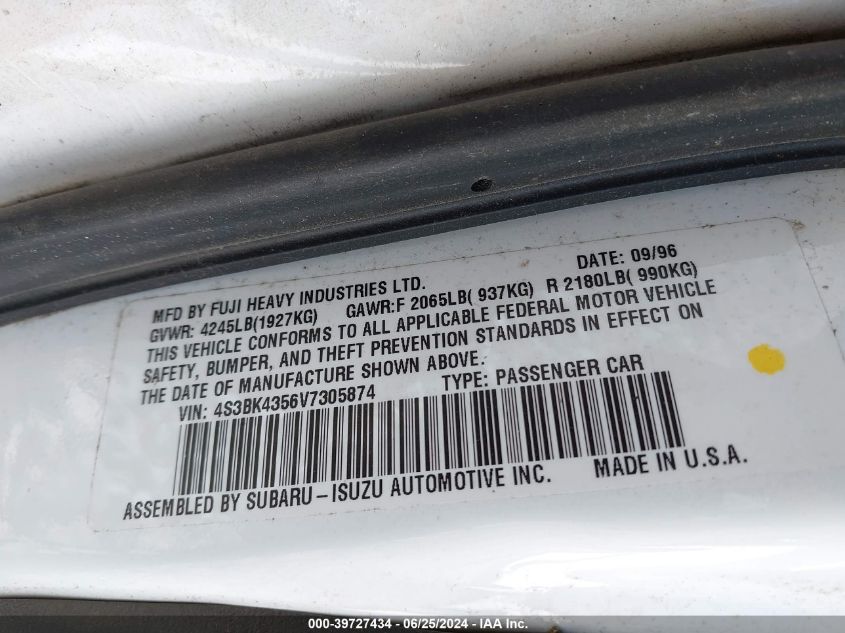 DATE: 09/96
MFD BY FUJI HEAVY INDUSTRIES LTD.
GVWR: 4245LB(1927KG) GAWR:F 2065LB( 937KG) R 2180LB( 990KG)
THIS VEHICLE CONFORMS TO ALL APPLICABLE FEDERAL MOTOR VEHICLE
SAFETY, BUMPER, AND THEFT PREVENTION STANDARDS IN EFFECT ON
THE DATE OF MANUFACTURE SHOWN ABOVE.
VIN: 4S3BK4356V7305874 TYPE: PASSENGER CAR
ASSEMBLED BY SUBARU-ISUZU AUTOMOTIVE INC. MADE IN U.S.A.
000-39727434 - 06/25/2024 - IAA Inc.